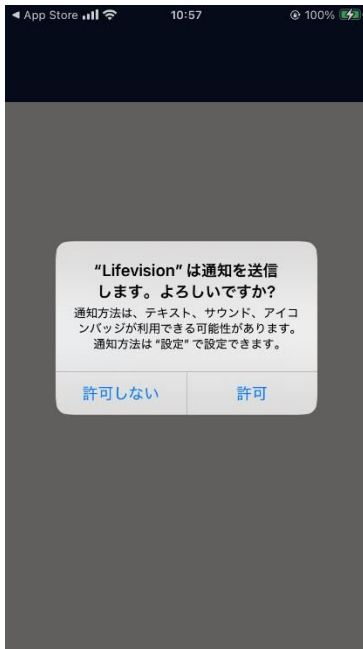 ◀ App Store 10:57 100%
“Lifevision”は通知を送信
します。よろしいですか?
通知方法は、テキスト、サウンド、アイコ
ンバッジが利用できる可能性があります。
通知方法は“設定”で設定できます。
許可しない 許可